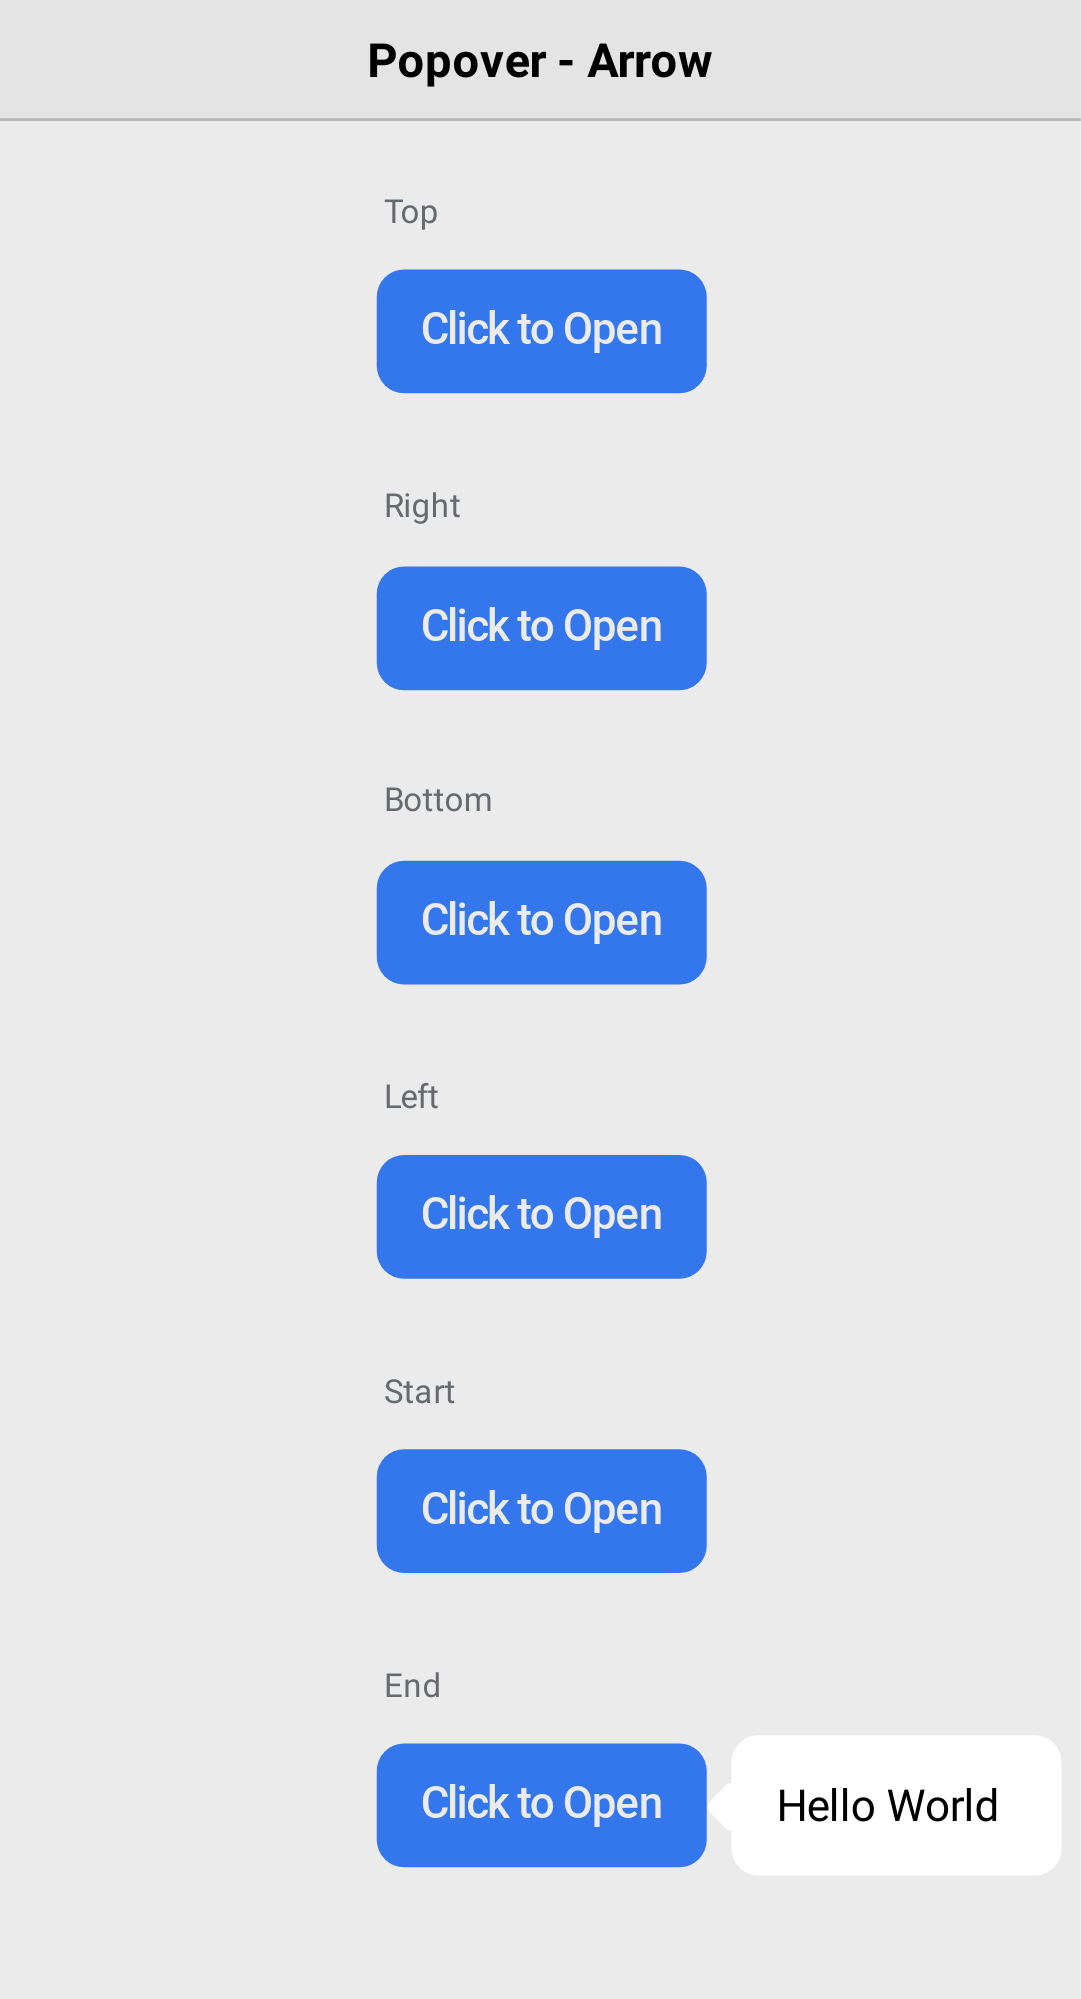 Popover - Arrow
Top
Click to Open
Right
Click to Open
Bottom
Click to Open
Left
Click to Open
Start
Click to Open
End
Click to Open
Hello World